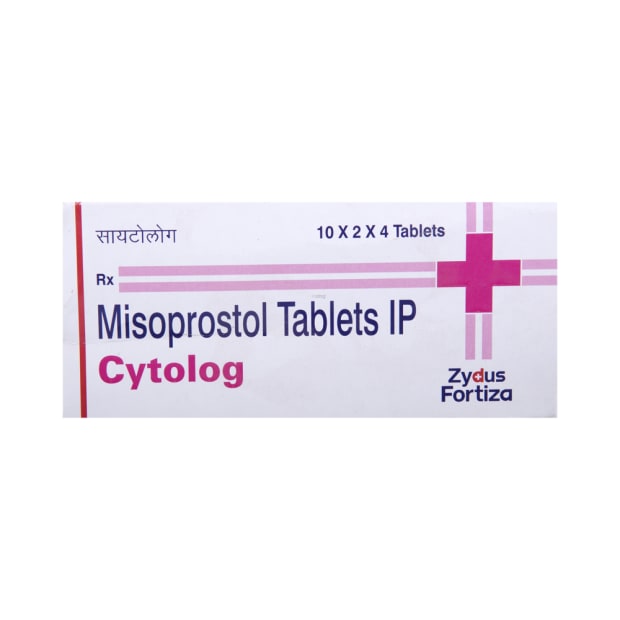 सायटोलोग
10 X 2 X 4 Tablets
Rx
Misoprostol Tablets IP
Cytolog
Zydus
Fortiza